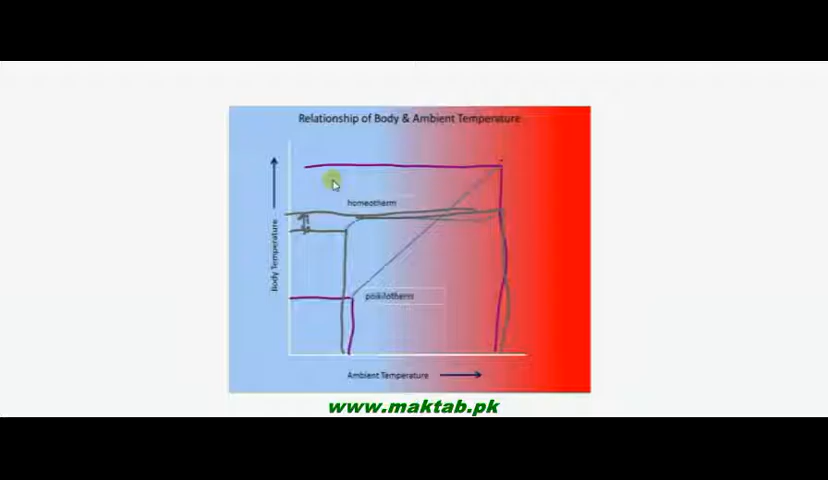 Relationship of Body & Ambient Temperature
homeotherm
Body Temperature
poikilotherm
Ambient Temperature
www.maktab.pk